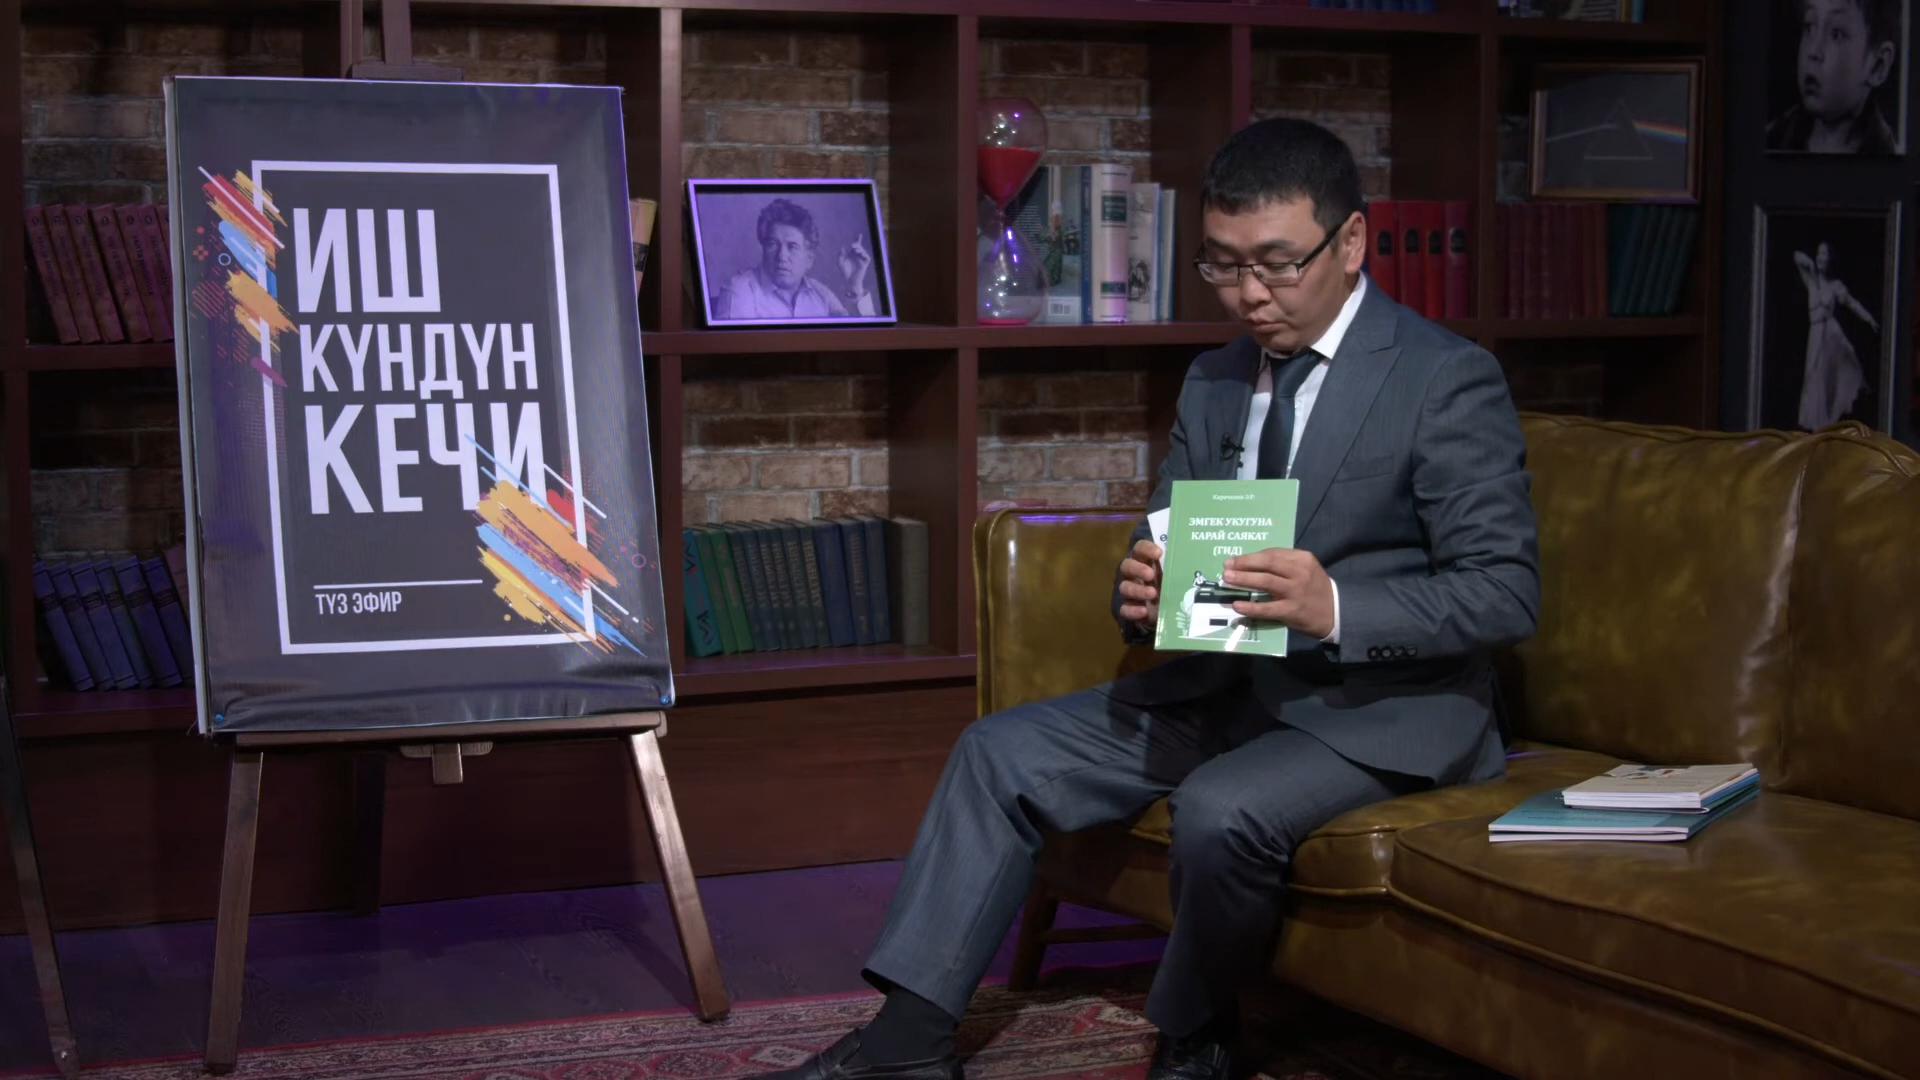 ИШ
КҮНДҮН
КЕЧИ
ТҮЗ ЭФИР
ЭМГЕК УКУГУНА
КАРАЙ САЯКАТ
(ГИД)